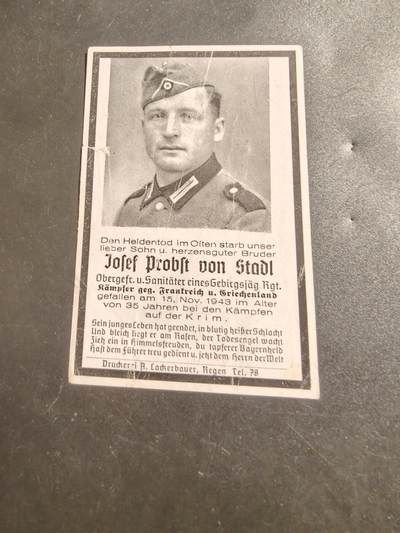 Den Heldentod im Osten starb unser
lieber Sohn u. herzensguter Bruder
Josef Probst von Stadl
Obergefr. u. Sanitäter eines Gebirgsjäg. Rgt.
Kämpfer geg. Frankreich u. Griechenland
gefallen am 15. Nov. 1943 im Alter
von 35 Jahren bei den Kämpfen
auf der Krim.
Sein junges Leben hat geendet, in blutig heißer Schlacht
Und bleich liegt er am Rasen, der Todesengel wacht
Zieh ein in Himmelsfreuden, du tapferer Bayernheld
Hast dem Führer treu gedient u. jetzt dem Herrn der Welt
Druckerei A. Lackerbauer, Regen Tel. 78